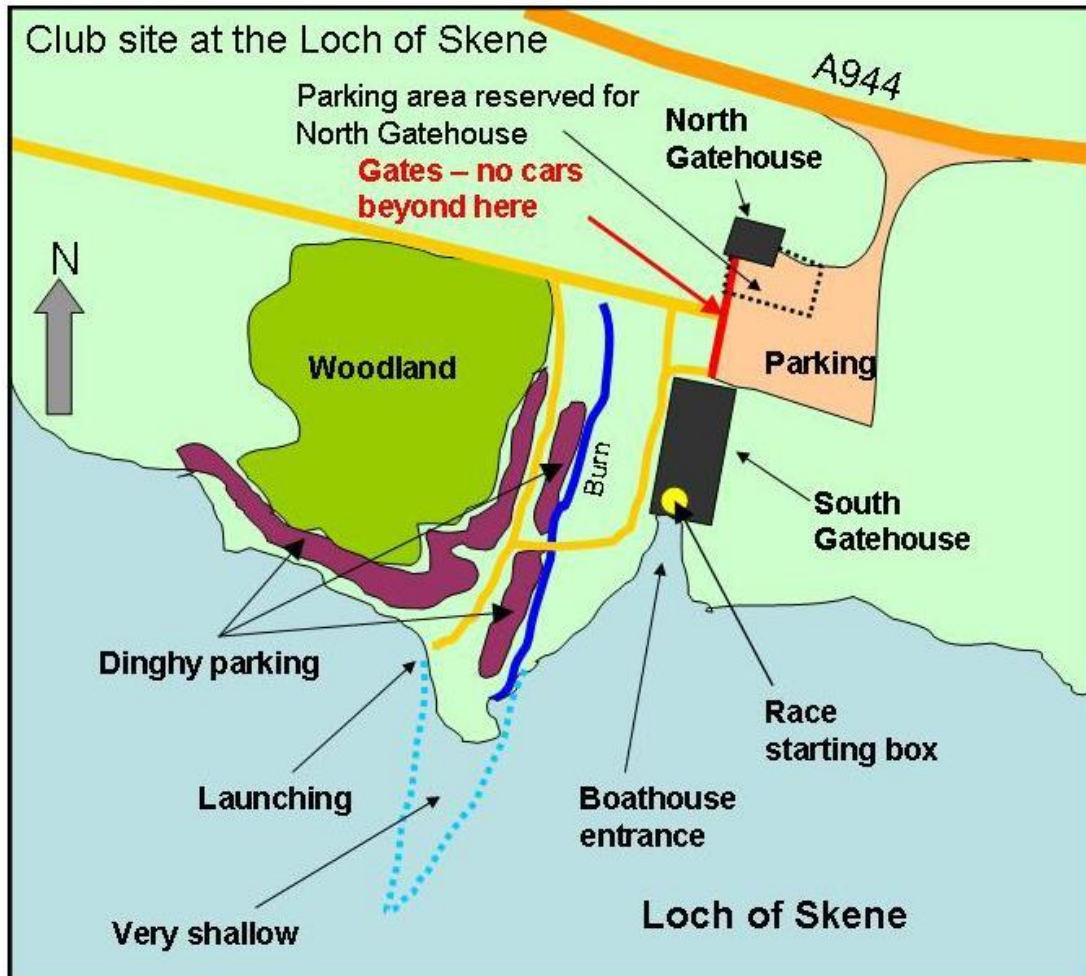 Club site at the Loch of Skene
A944
Parking area reserved for
North Gatehouse
North
Gatehouse
Gates – no cars
beyond here
N
Woodland
Parking
Burn
South
Gatehouse
Dinghy parking
Race
starting box
Launching
Boathouse
entrance
Very shallow
Loch of Skene